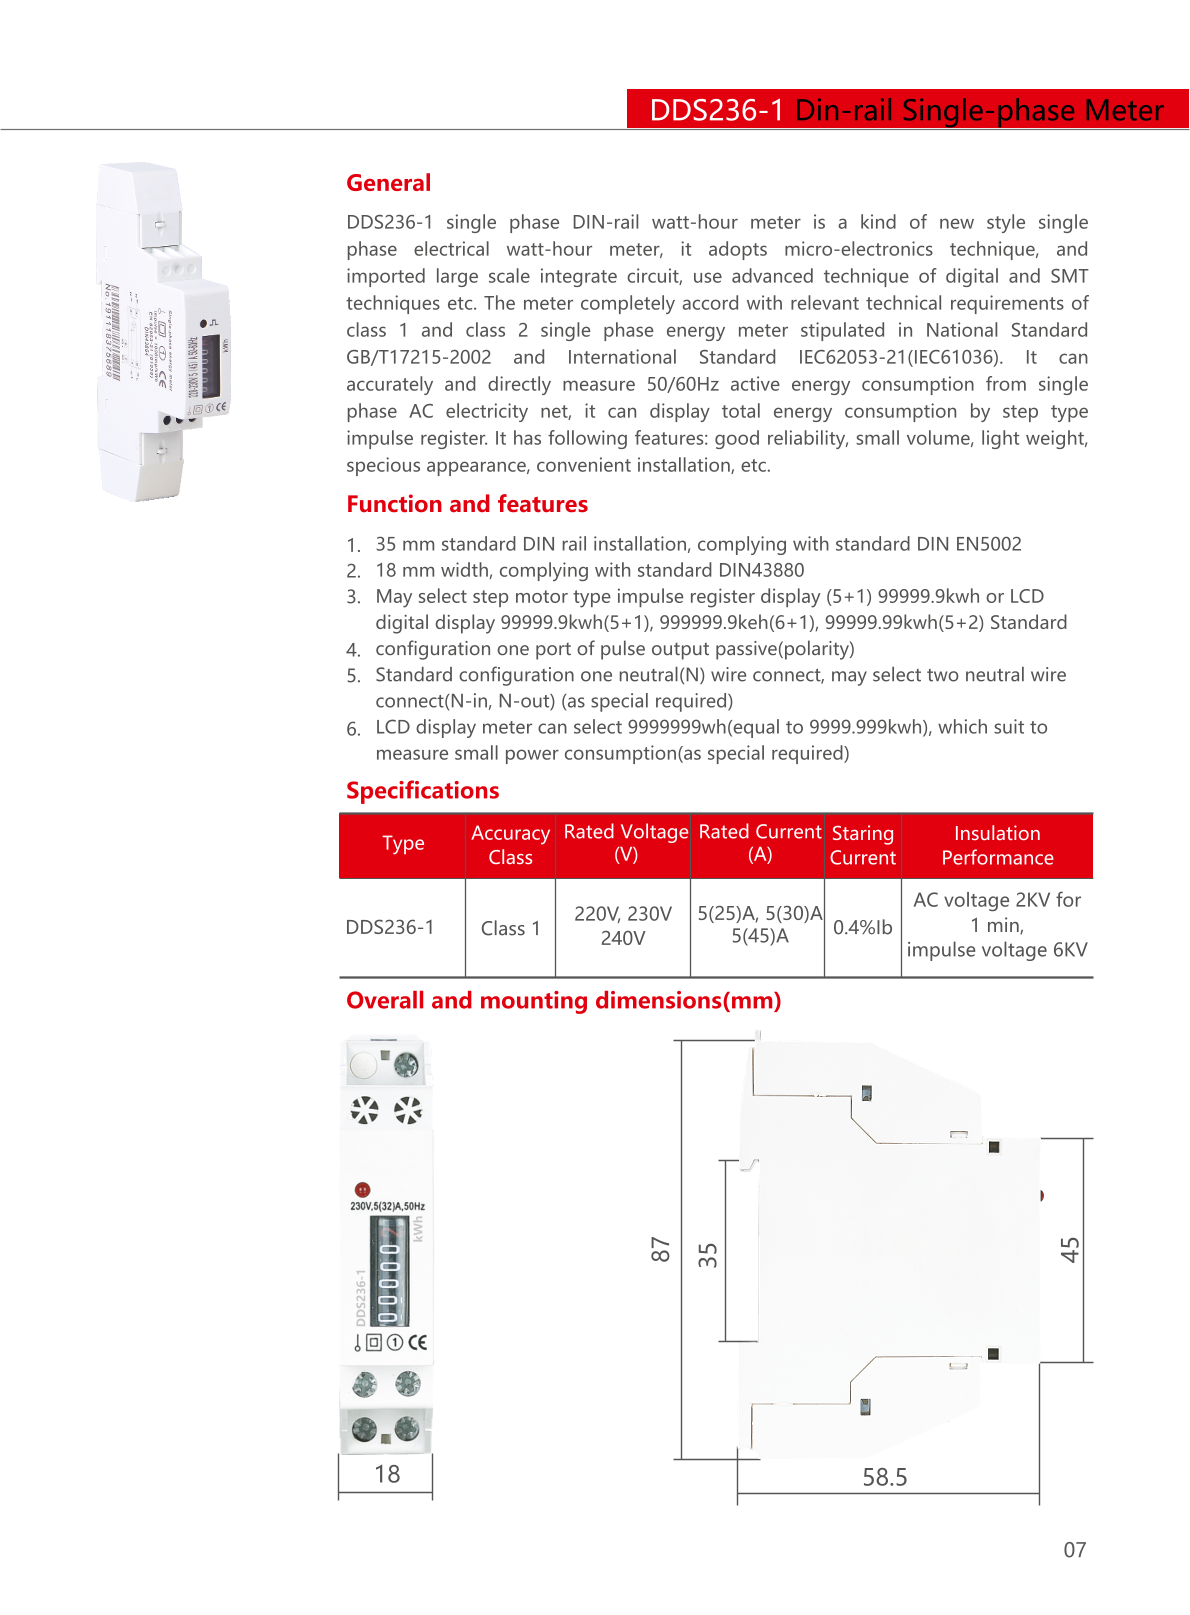 DDS236-1 Din-rail Single-phase Meter
General
DDS236-1 single phase DIN-rail watt-hour meter is a kind of new style single
phase electrical watt-hour meter, it adopts micro-electronics technique, and
imported large scale integrate circuit, use advanced technique of digital and SMT
techniques etc. The meter completely accord with relevant technical requirements of
class 1 and class 2 single phase energy meter stipulated in National Standard
GB/T17215-2002 and International Standard IEC62053-21(IEC61036). It can
accurately and directly measure 50/60Hz active energy consumption from single
phase AC electricity net, it can display total energy consumption by step type
impulse register. It has following features: good reliability, small volume, light weight,
specious appearance, convenient installation, etc.
Function and features
1. 35 mm standard DIN rail installation, complying with standard DIN EN5002
2. 18 mm width, complying with standard DIN43880
3. May select step motor type impulse register display (5+1) 99999.9kwh or LCD
digital display 99999.9kwh(5+1), 999999.9keh(6+1), 99999.99kwh(5+2) Standard
4. configuration one port of pulse output passive(polarity)
5. Standard configuration one neutral(N) wire connect, may select two neutral wire
connect(N-in, N-out) (as special required)
6. LCD display meter can select 9999999wh(equal to 9999.999kwh), which suit to
measure small power consumption(as special required)
Specifications
Type
Accuracy
Class
Rated Voltage
(V)
Rated Current
(A)
Staring
Current
Insulation
Performance
DDS236-1
Class 1
220V, 230V
240V
5(25)A, 5(30)A
5(45)A
0.4%Ib
AC voltage 2KV for
1 min,
impulse voltage 6KV
Overall and mounting dimensions(mm)
230V,5(32)A,50Hz
kWh
00000
DDS236-1
1 CE
18
87
35
45
58.5
07